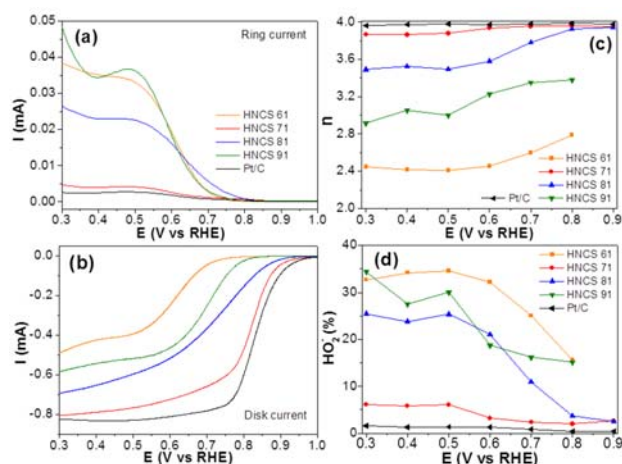 (a)
Ring current
I (mA)
0.05
0.04
0.03
0.02
0.01
0.00
HNCS 61
HNCS 71
HNCS 81
HNCS 91
Pt/C
0.3 0.4 0.5 0.6 0.7 0.8 0.9 1.0
E (V vs RHE)
(b)
Disk current
I (mA)
0.0
-0.2
-0.4
-0.6
-0.8
0.3 0.4 0.5 0.6 0.7 0.8 0.9 1.0
E (V vs RHE)
(c)
n
4.0
3.6
3.2
2.8
2.4
2.0
HNCS 61
HNCS 71
HNCS 81
HNCS 91
Pt/C
0.3 0.4 0.5 0.6 0.7 0.8 0.9
E (V vs RHE)
(d)
HO₂⁻(%)
40
30
20
10
0
HNCS 61
HNCS 71
HNCS 81
HNCS 91
Pt/C
0.3 0.4 0.5 0.6 0.7 0.8 0.9
E (V vs RHE)